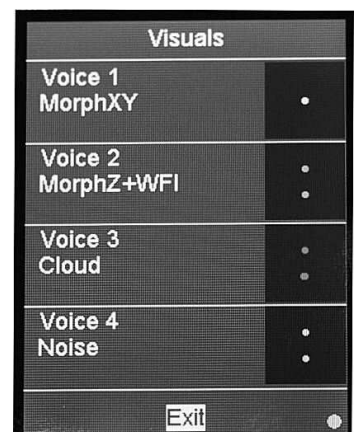 Visuals
Voice 1
MorphXY
Voice 2
MorphZ+WFI
Voice 3
Cloud
Voice 4
Noise
Exit